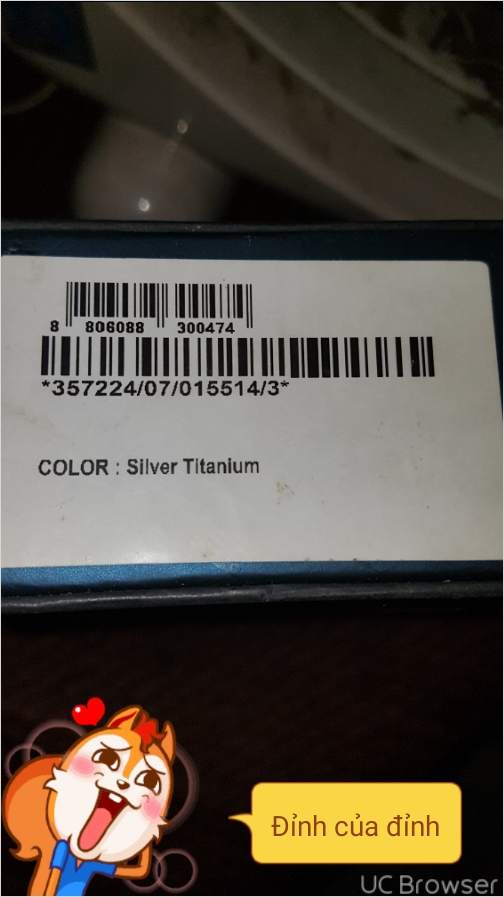 8 806088 300474
*357224/07/015514/3*
COLOR : Silver Titanium
Đỉnh của đỉnh
UC Browser